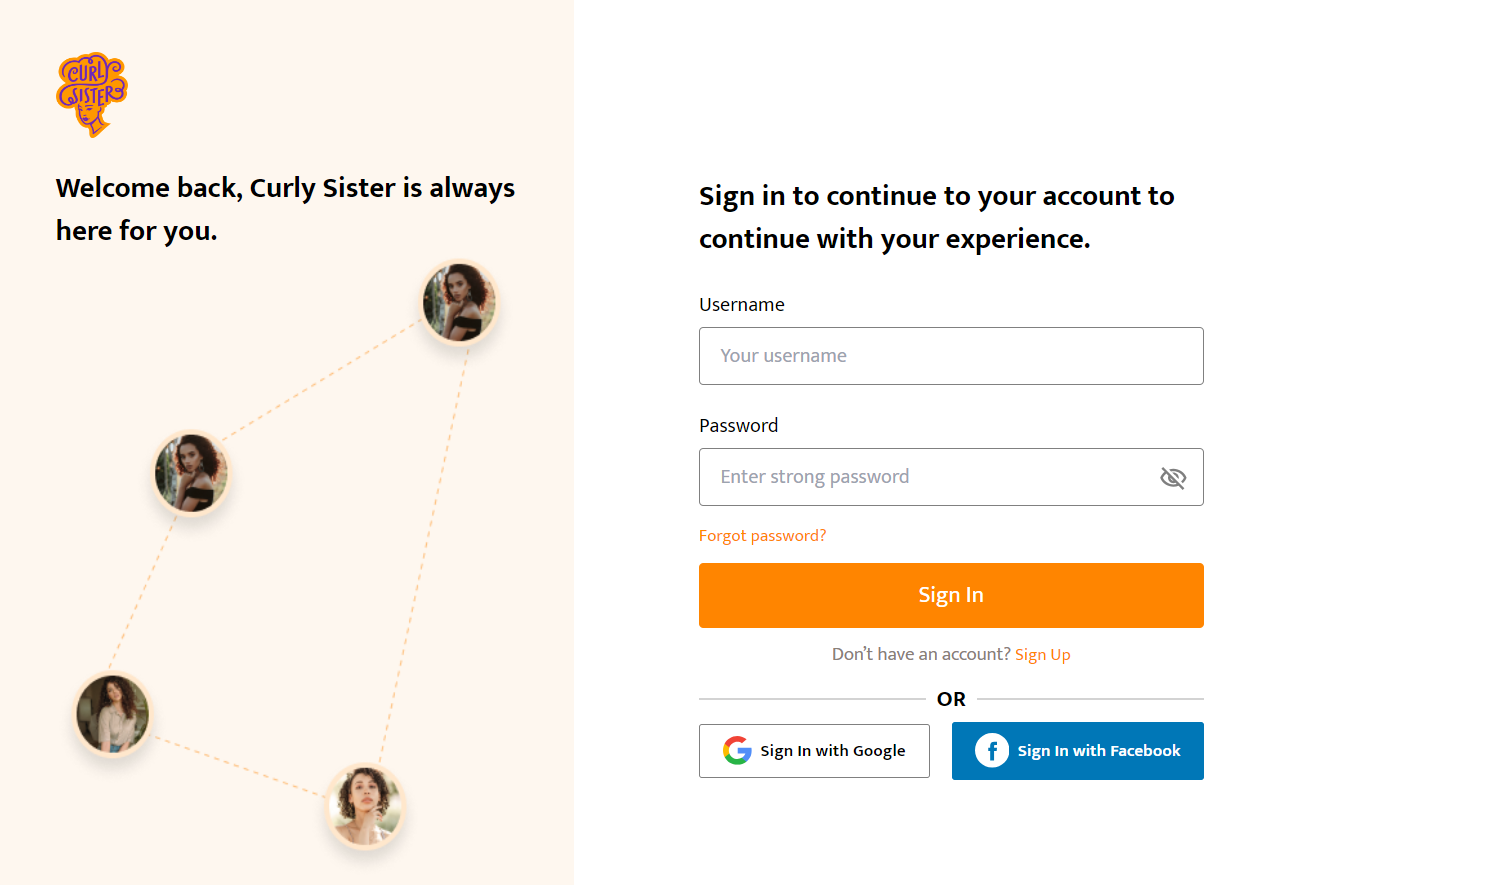 CURLY
SISTER
Welcome back, Curly Sister is always
here for you.
Sign in to continue to your account to
continue with your experience.
Username
Your username
Password
Enter strong password
Forgot password?
Sign In
Don’t have an account? Sign Up
OR
Sign In with Google
Sign In with Facebook